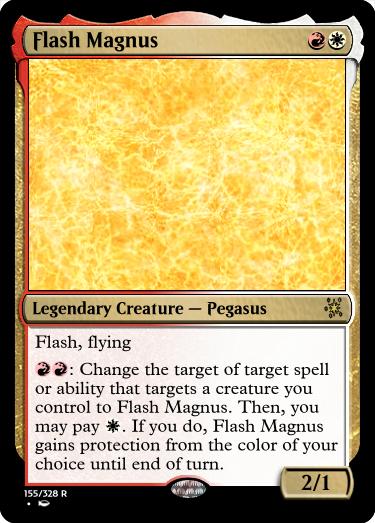 Flash Magnus
Legendary Creature — Pegasus
Flash, flying
: Change the target of target spell
or ability that targets a creature you
control to Flash Magnus. Then, you
may pay . If you do, Flash Magnus
gains protection from the color of your
choice until end of turn.
2/1
155/328 R